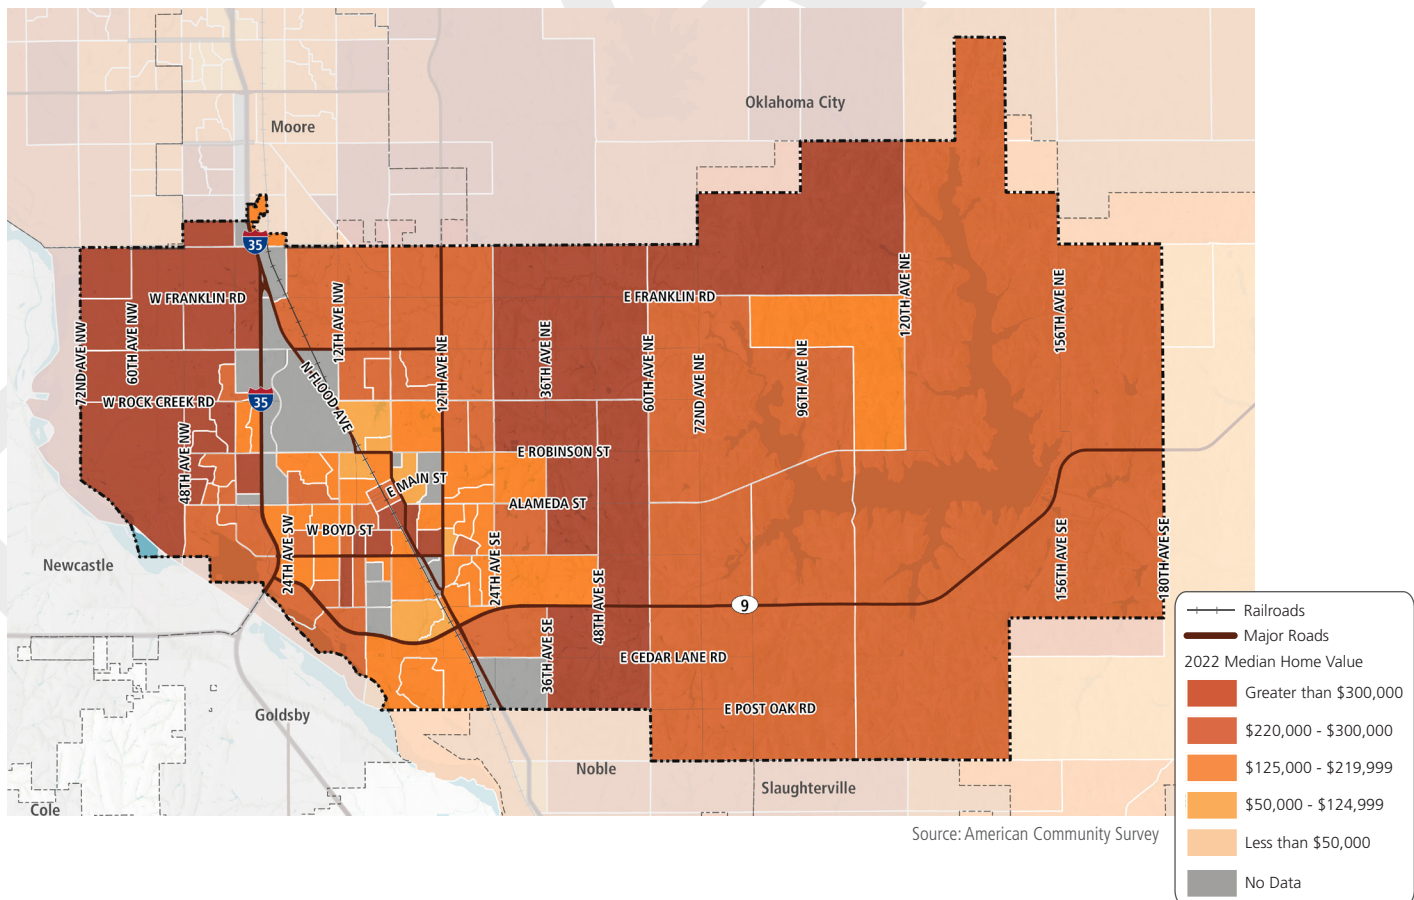 Oklahoma City
Moore
35
W FRANKLIN RD
E FRANKLIN RD
120TH AVE NE
156TH AVE NE
72ND AVE NW
60TH AVE NW
12TH AVE NW
N FLOOD AVE
12TH AVE NE
36TH AVE NE
60TH AVE NE
72ND AVE NE
96TH AVE NE
W ROCK CREEK RD
35
48TH AVE NW
E ROBINSON ST
E MAIN ST
ALAMEDA ST
W BOYD ST
24TH AVE SW
24TH AVE SE
Newcastle
48TH AVE SE
156TH AVE SE
180TH AVE SE
9
36TH AVE SE
E CEDAR LANE RD
E POST OAK RD
Goldsby
Noble
Slaughterville
Cole
Railroads
Major Roads
2022 Median Home Value
Greater than $300,000
$220,000 - $300,000
$125,000 - $219,999
$50,000 - $124,999
Less than $50,000
No Data
Source: American Community Survey